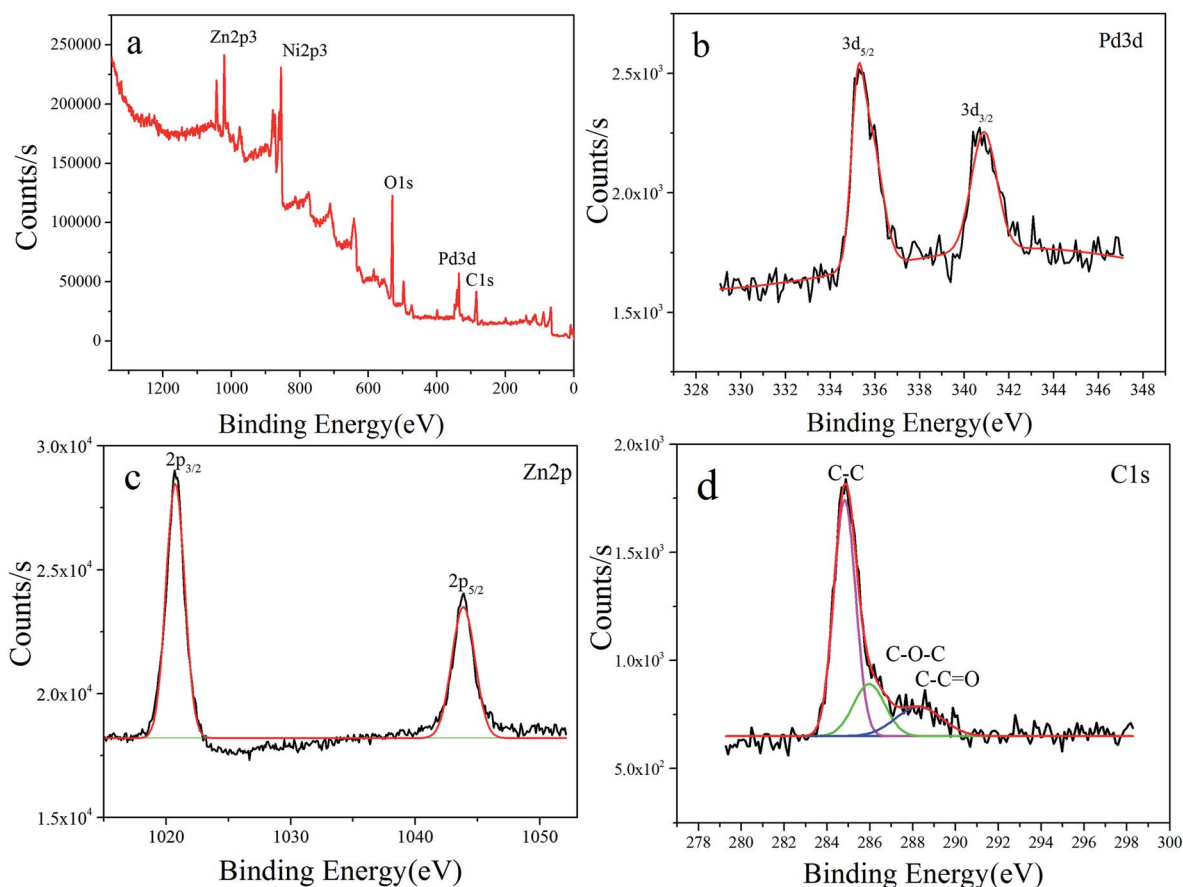 a
Zn2p3
Ni2p3
O1s
Pd3d
C1s
250000
200000
150000
100000
50000
0
Counts/s
1200 1000 800 600 400 200 0
Binding Energy(eV)
b
Pd3d
3d5/2
3d3/2
2.5x10³
2.0x10³
1.5x10³
Counts/s
328 330 332 334 336 338 340 342 344 346 348
Binding Energy(eV)
c
Zn2p
2p3/2
2p5/2
3.0x10⁴
2.5x10⁴
2.0x10⁴
1.5x10⁴
Counts/s
1020 1030 1040 1050
Binding Energy(eV)
d
C1s
C-C
C-O-C
C-C=O
2.0x10³
1.5x10³
1.0x10³
5.0x10²
Counts/s
278 280 282 284 286 288 290 292 294 296 298 300
Binding Energy(eV)